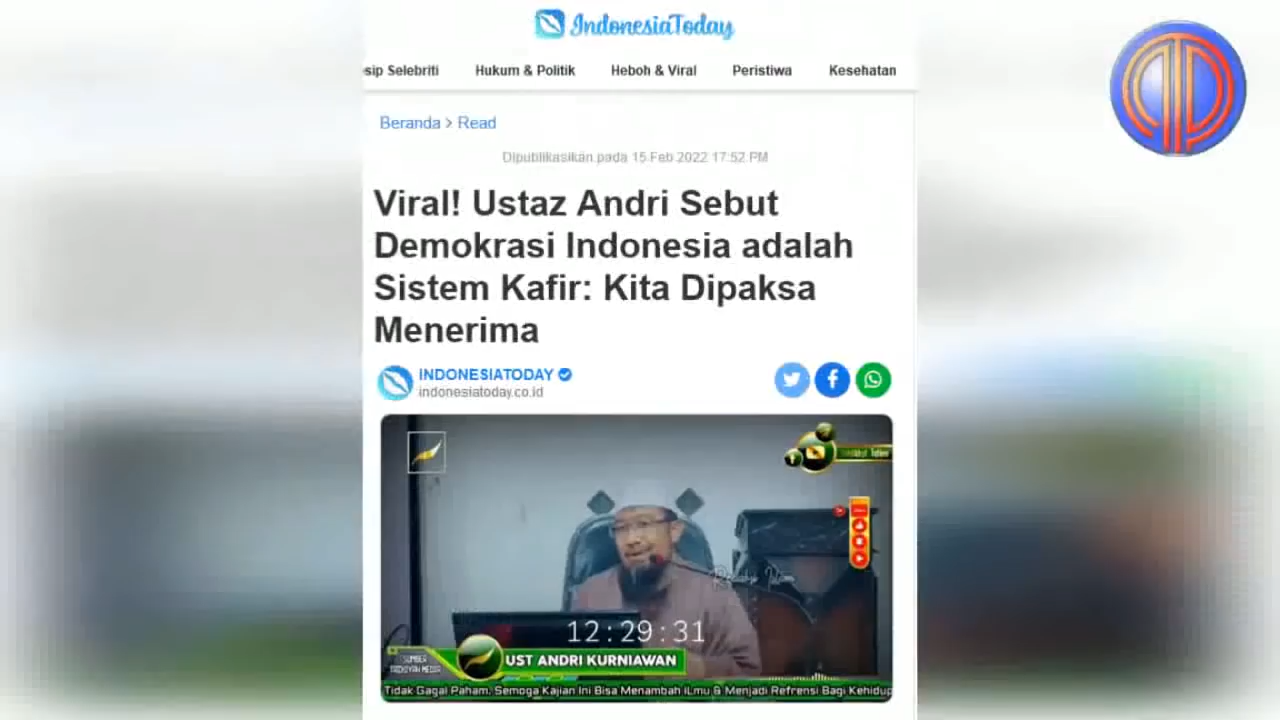 IndonesiaToday
sip Selebriti Hukum & Politik Heboh & Viral Peristiwa Kesehatan
Beranda > Read
Dipublikasikan pada 15 Feb 2022 17:52 PM
Viral! Ustaz Andri Sebut
Demokrasi Indonesia adalah
Sistem Kafir: Kita Dipaksa
Menerima
INDONESIATODAY
indonesiatoday.co.id
12:29:31
SUMBER
UST ANDRI KURNIAWAN
Tidak Gagal Paham, Semoga Kajian Ini Bisa Menambah iLmu & Menjadi Refrensi Bagi Kehidup